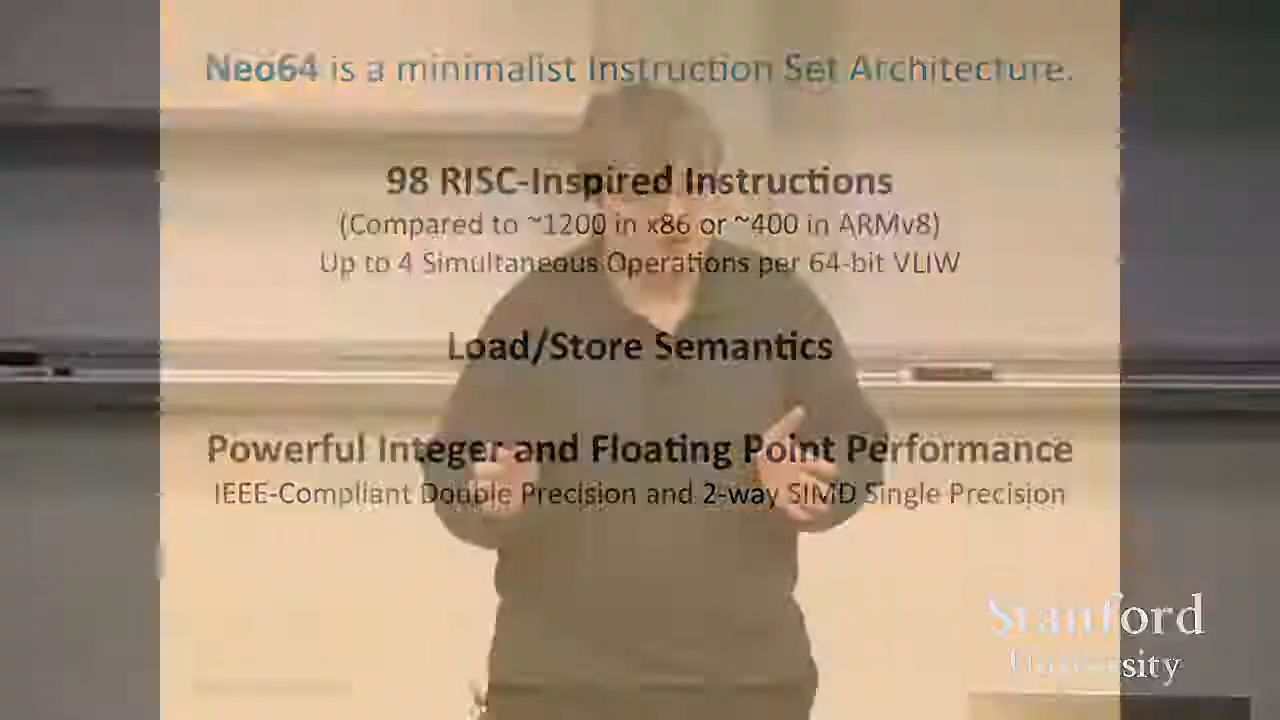 Neo64 is a minimalist Instruction Set Architecture.
98 RISC-Inspired Instructions
(Compared to ~1200 in x86 or ~400 in ARMv8)
Up to 4 Simultaneous Operations per 64-bit VLIW
Load/Store Semantics
Powerful Integer and Floating Point Performance
IEEE-Compliant Double Precision and 2-way SIMD Single Precision
Stanford
University